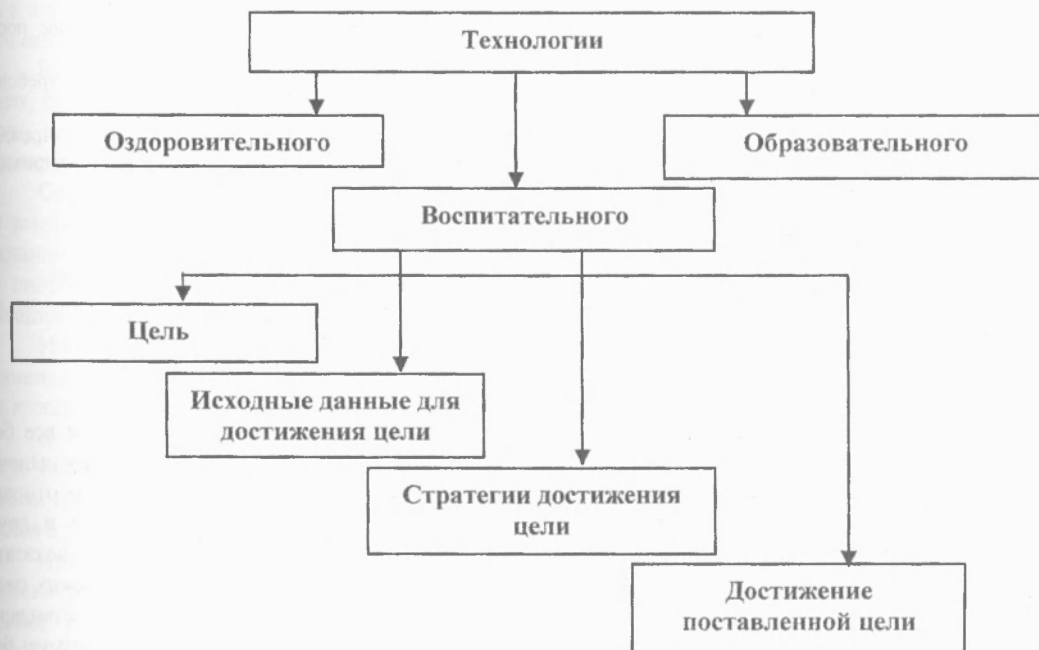 Технологии
Оздоровительного
Образовательного
Воспитательного
Цель
Исходные данные для
достижения цели
Стратегии достижения
цели
Достижение
поставленной цели